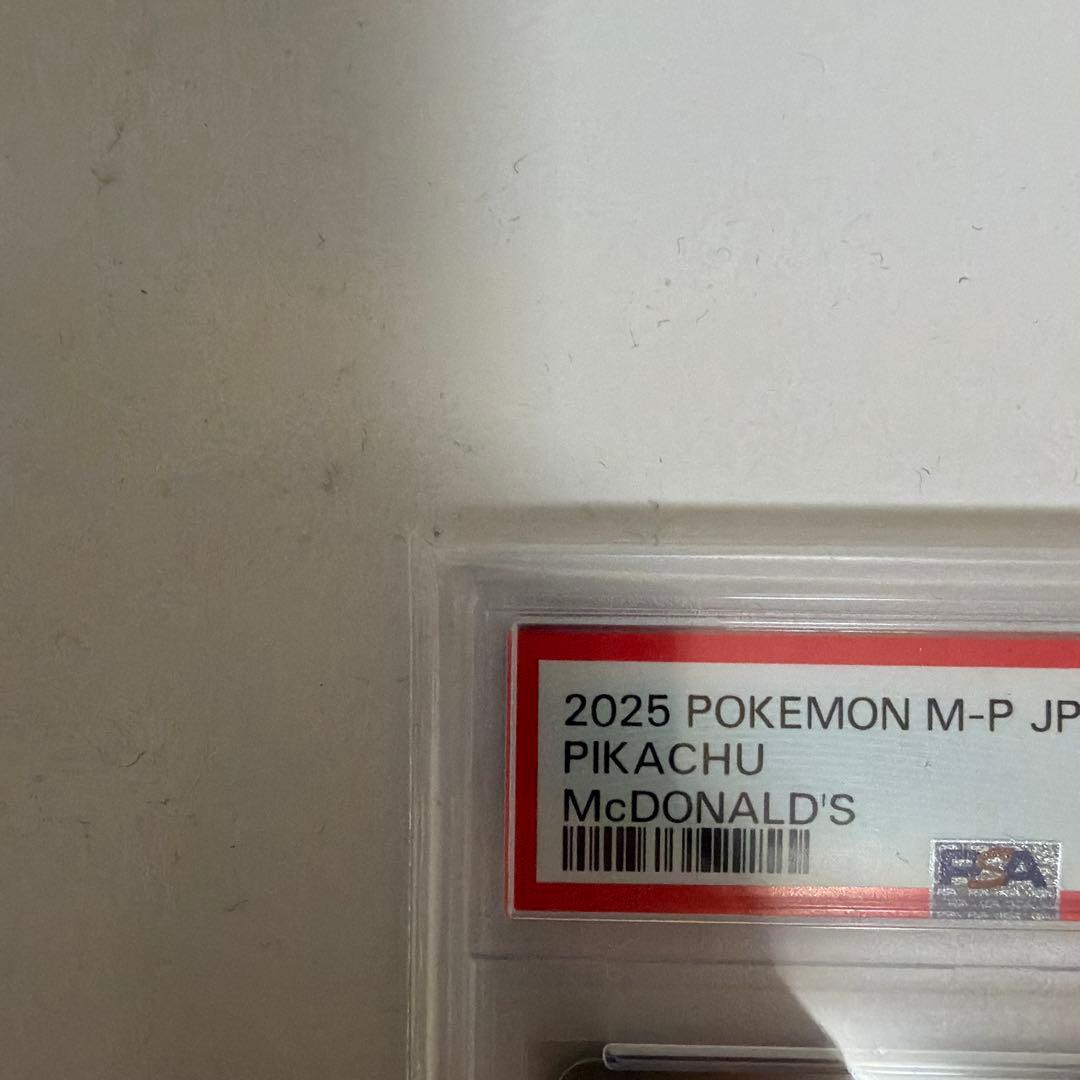 2025 POKEMON M-P JP
PIKACHU
McDONALD'S
PSA